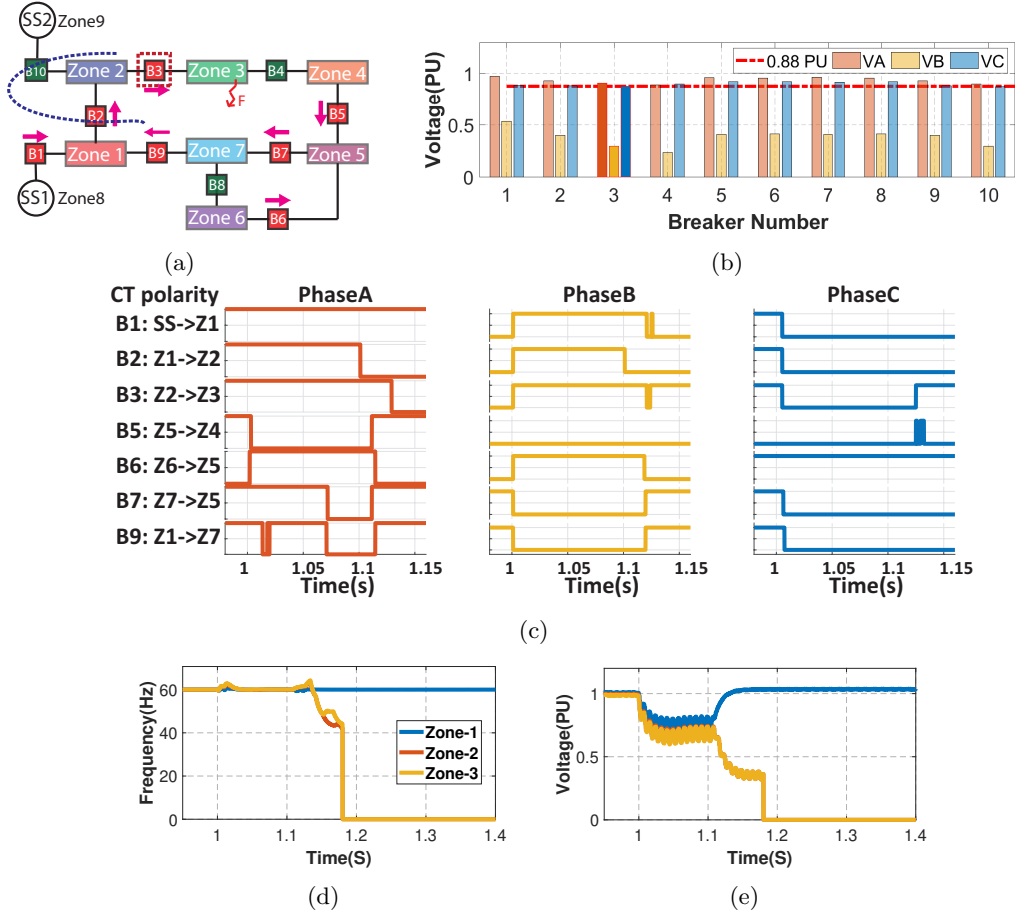 SS2 Zone9
B10 Zone 2 B3 Zone 3 B4 Zone 4
F
B2 B5
B1 Zone 1 B9 Zone 7 B7 Zone 5
B8
SS1 Zone8
Zone 6 B6
(a)
0.88 PU VA VB VC
Voltage(PU)
1
0.5
0
1 2 3 4 5 6 7 8 9 10
Breaker Number
(b)
CT polarity PhaseA PhaseB PhaseC
B1: SS->Z1
B2: Z1->Z2
B3: Z2->Z3
B5: Z5->Z4
B6: Z6->Z5
B7: Z7->Z5
B9: Z1->Z7
1 1.05 1.1 1.15 1 1.05 1.1 1.15 1 1.05 1.1 1.15
Time(s) Time(s) Time(s)
(c)
Frequency(Hz)
60
40
20
0
Zone-1
Zone-2
Zone-3
1 1.1 1.2 1.3 1.4
Time(S)
(d)
Voltage(PU)
1
0.5
0
1 1.1 1.2 1.3 1.4
Time(S)
(e)